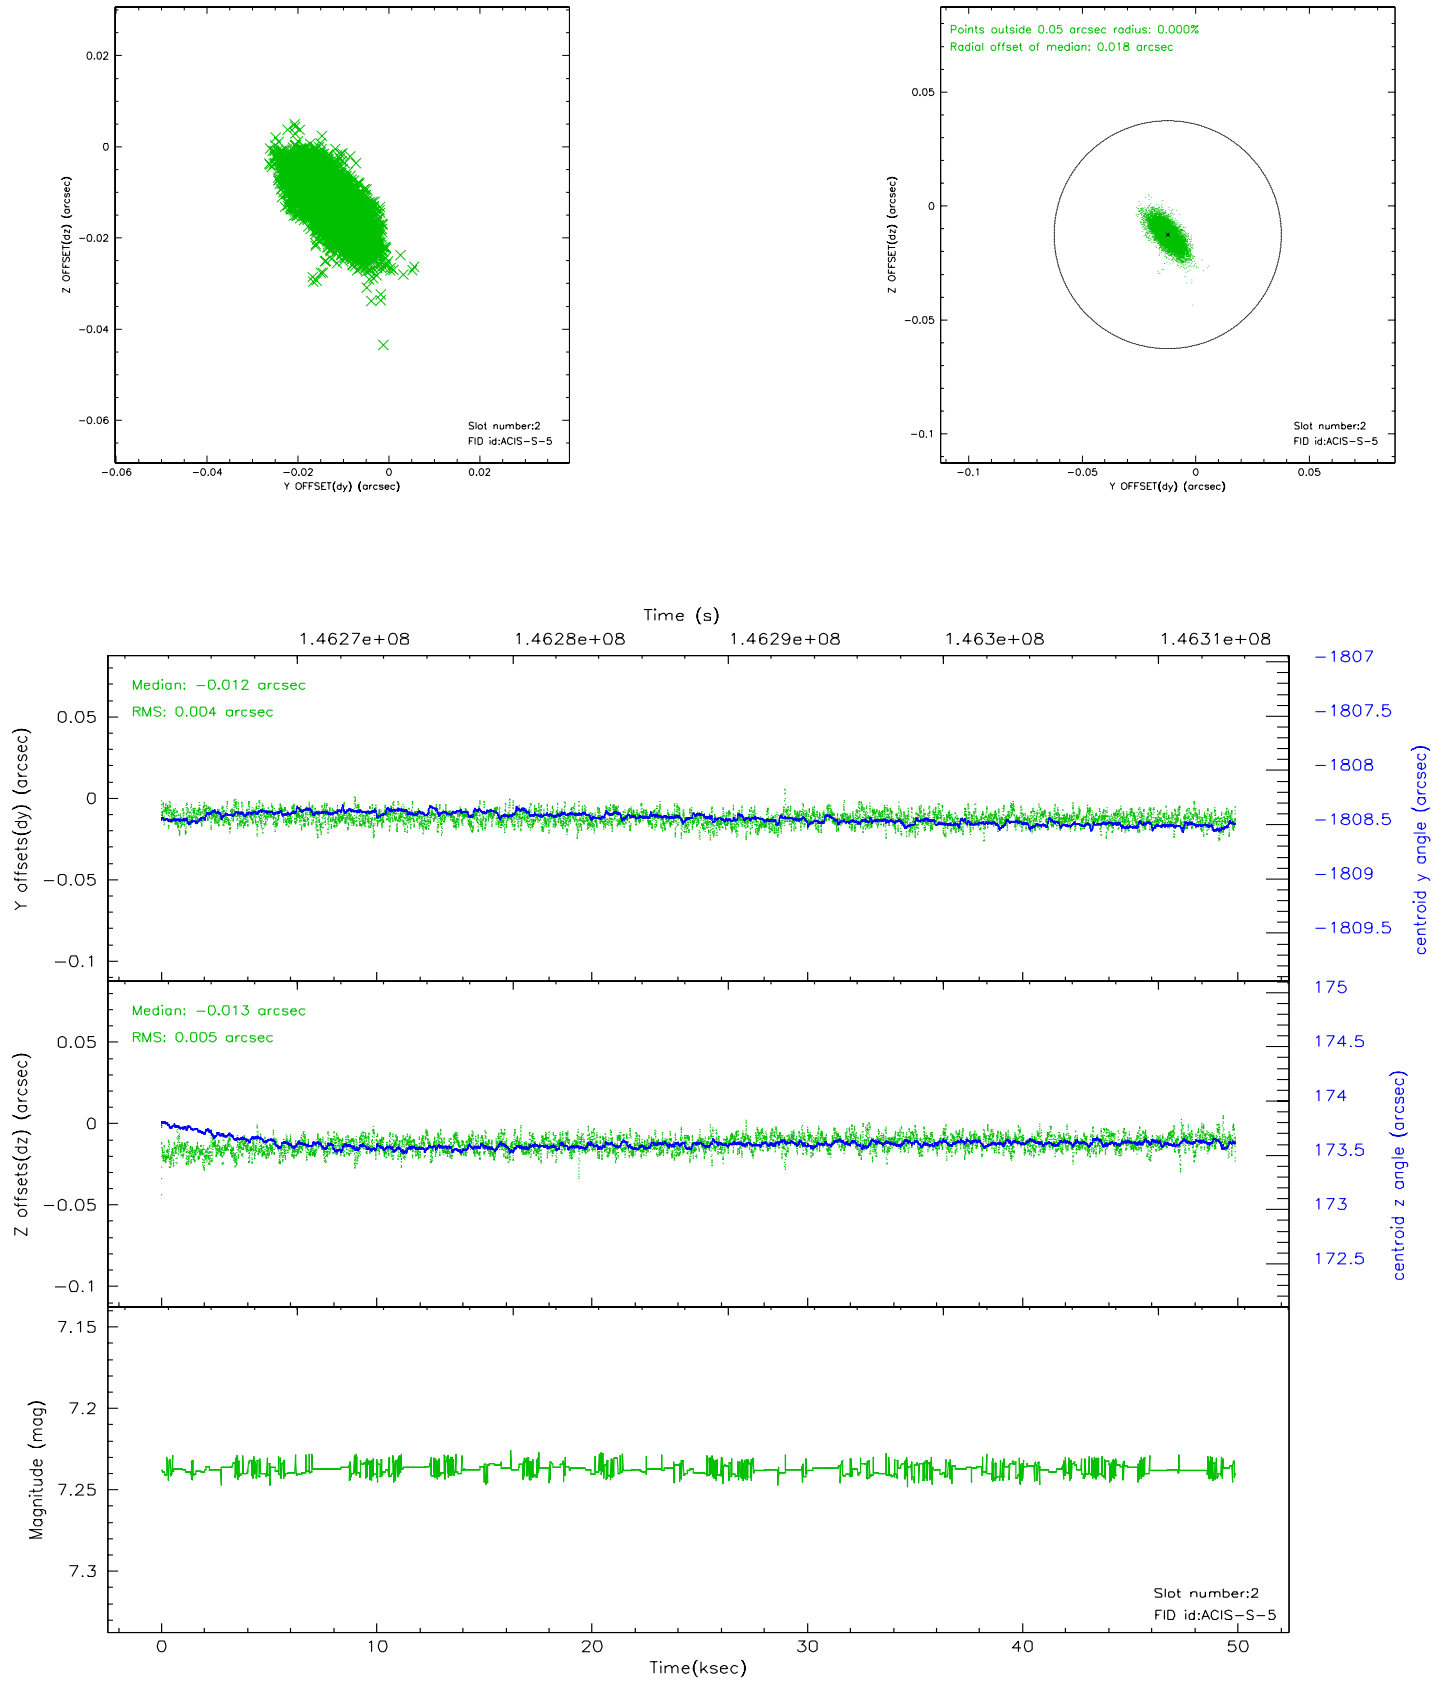 0.02
0
−0.02
−0.04
−0.06
Z OFFSET(dz) (arcsec)
Slot number:2
FID id:ACIS−S−5
−0.06 −0.04 −0.02 0 0.02
Y OFFSET(dy) (arcsec)
Points outside 0.05 arcsec radius: 0.000%
Radial offset of median: 0.018 arcsec
0.05
0
−0.05
−0.1
Z OFFSET(dz) (arcsec)
Slot number:2
FID id:ACIS−S−5
−0.1 −0.05 0 0.05
Y OFFSET(dy) (arcsec)
Time (s)
1.4627e+08 1.4628e+08 1.4629e+08 1.463e+08 1.4631e+08
Median: −0.012 arcsec
RMS: 0.004 arcsec
0.05
0
−0.05
−0.1
Y offsets(dy) (arcsec)
−1807
−1807.5
−1808
−1808.5
−1809
−1809.5
centroid y angle (arcsec)
Median: −0.013 arcsec
RMS: 0.005 arcsec
0.05
0
−0.05
−0.1
Z offsets(dz) (arcsec)
175
174.5
174
173.5
173
172.5
centroid z angle (arcsec)
7.15
7.2
7.25
7.3
Magnitude (mag)
Slot number:2
FID id:ACIS−S−5
0 10 20 30 40 50
Time(ksec)